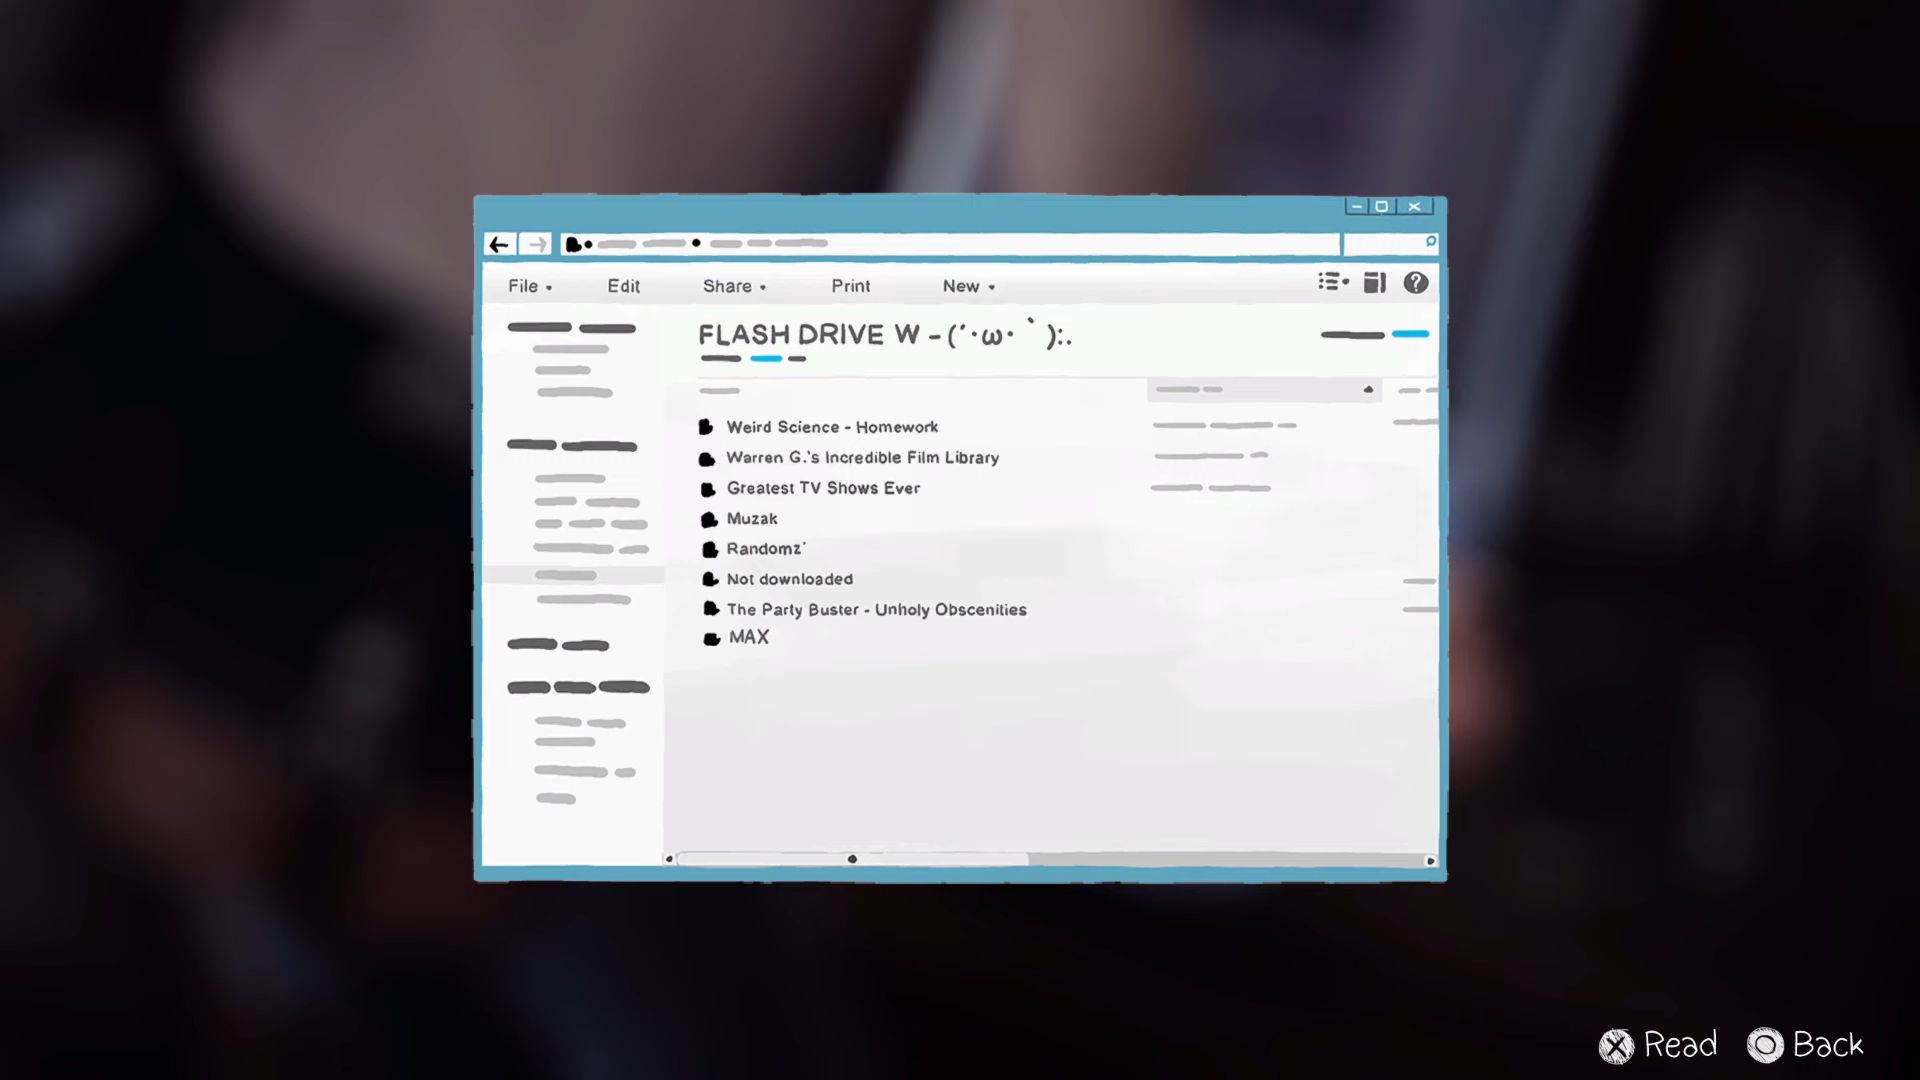 File Edit Share Print New
FLASH DRIVE W - (´･ω･`):.
Weird Science - Homework
Warren G.'s Incredible Film Library
Greatest TV Shows Ever
Muzak
Randomz'
Not downloaded
The Party Buster - Unholy Obscenities
MAX
Read Back